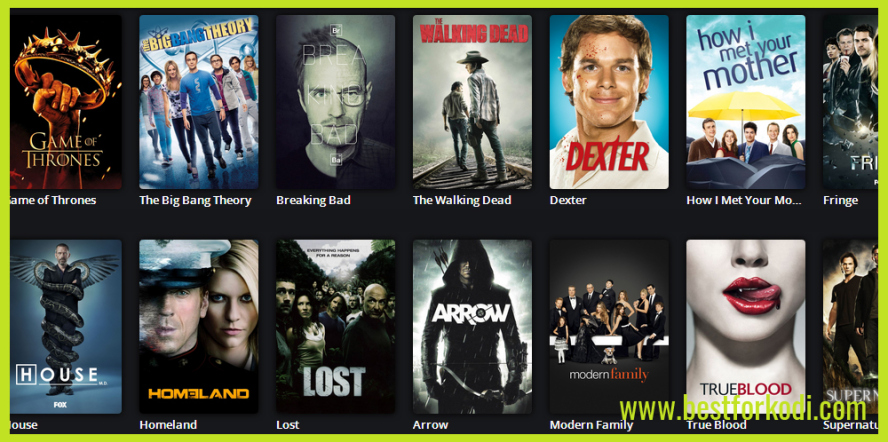 GAME OF
THRONES
THE BIG BANG THEORY
Br
BREA
KING
BAD
Ba
THE WALKING DEAD
DEXTER
how i
met your
mother
FRI
ame of Thrones
The Big Bang Theory
Breaking Bad
The Walking Dead
Dexter
How I Met Your Mo...
Fringe
HOUSE M.D.
FOX
HOMELAND
EVERYTHING HAPPENS
FOR A REASON
LOST
ARROW
modern family
TRUEBLOOD
SUPERN
www.bestforkodi.com
ouse
Homeland
Lost
Arrow
Modern Family
True Blood
Supernatu